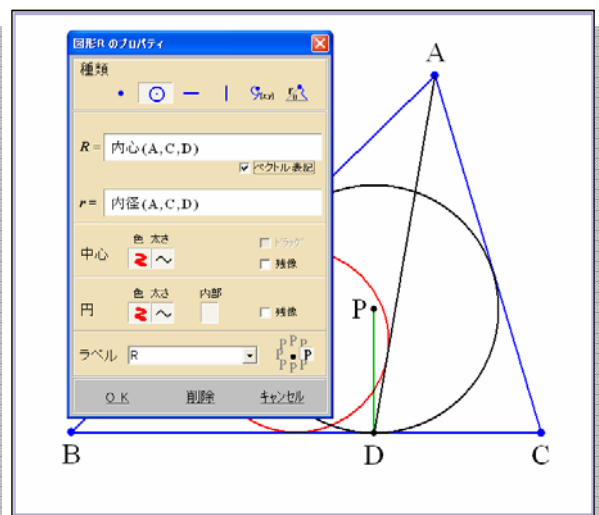 図形R のプロパティ
種類
R = 内心(A,C,D)
ベクトル表記
r = 内径(A,C,D)
色 太さ
中心
ドラッグ
残像
色 太さ 内部
円
残像
ラベル R
P P P
P P
P P P
OK 削除 キャンセル
A
P
B
D
C